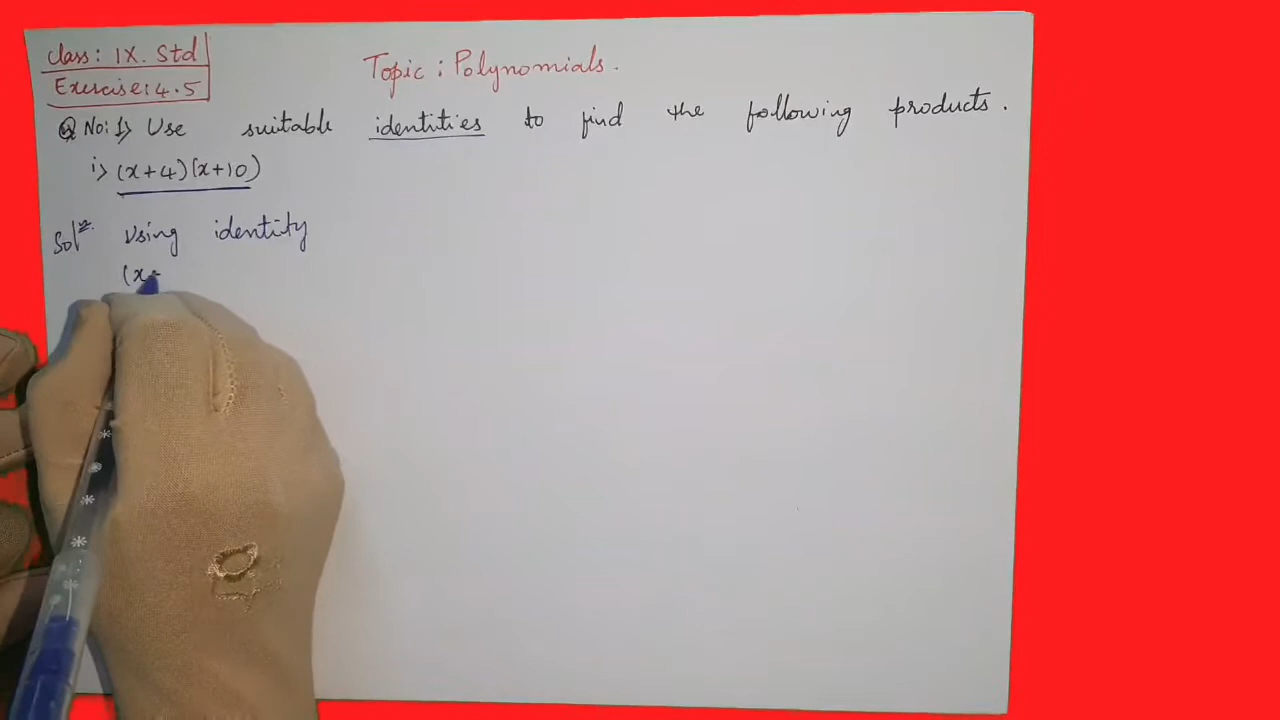 class: IX. Std
Exercise: 4.5
Topic : Polynomials.
Q No: 1) Use suitable identities to find the following products.
i) (x+4)(x+10)
Soln. Using identity
(x